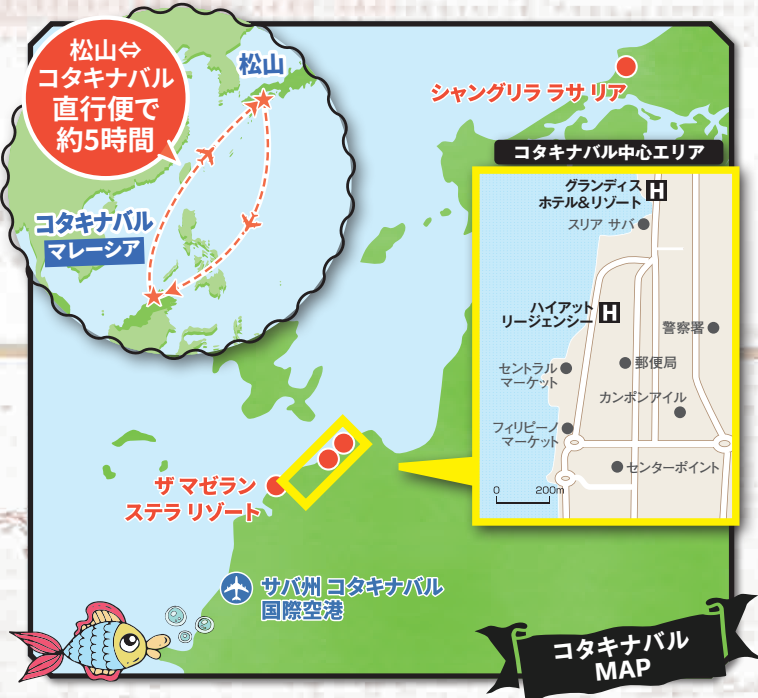 松山⇔
コタキナバル
直行便で
約5時間
松山
コタキナバル
マレーシア
シャングリラ ラサ リア
コタキナバル中心エリア
グランディス
ホテル&リゾート
H
スリア サバ
ハイアット
リージェンシー
H
警察署
セントラル
マーケット
郵便局
カンポンアイル
フィリピーノ
マーケット
センターポイント
0 200m
ザ マゼラン
ステラ リゾート
サバ州 コタキナバル
国際空港
コタキナバル
MAP